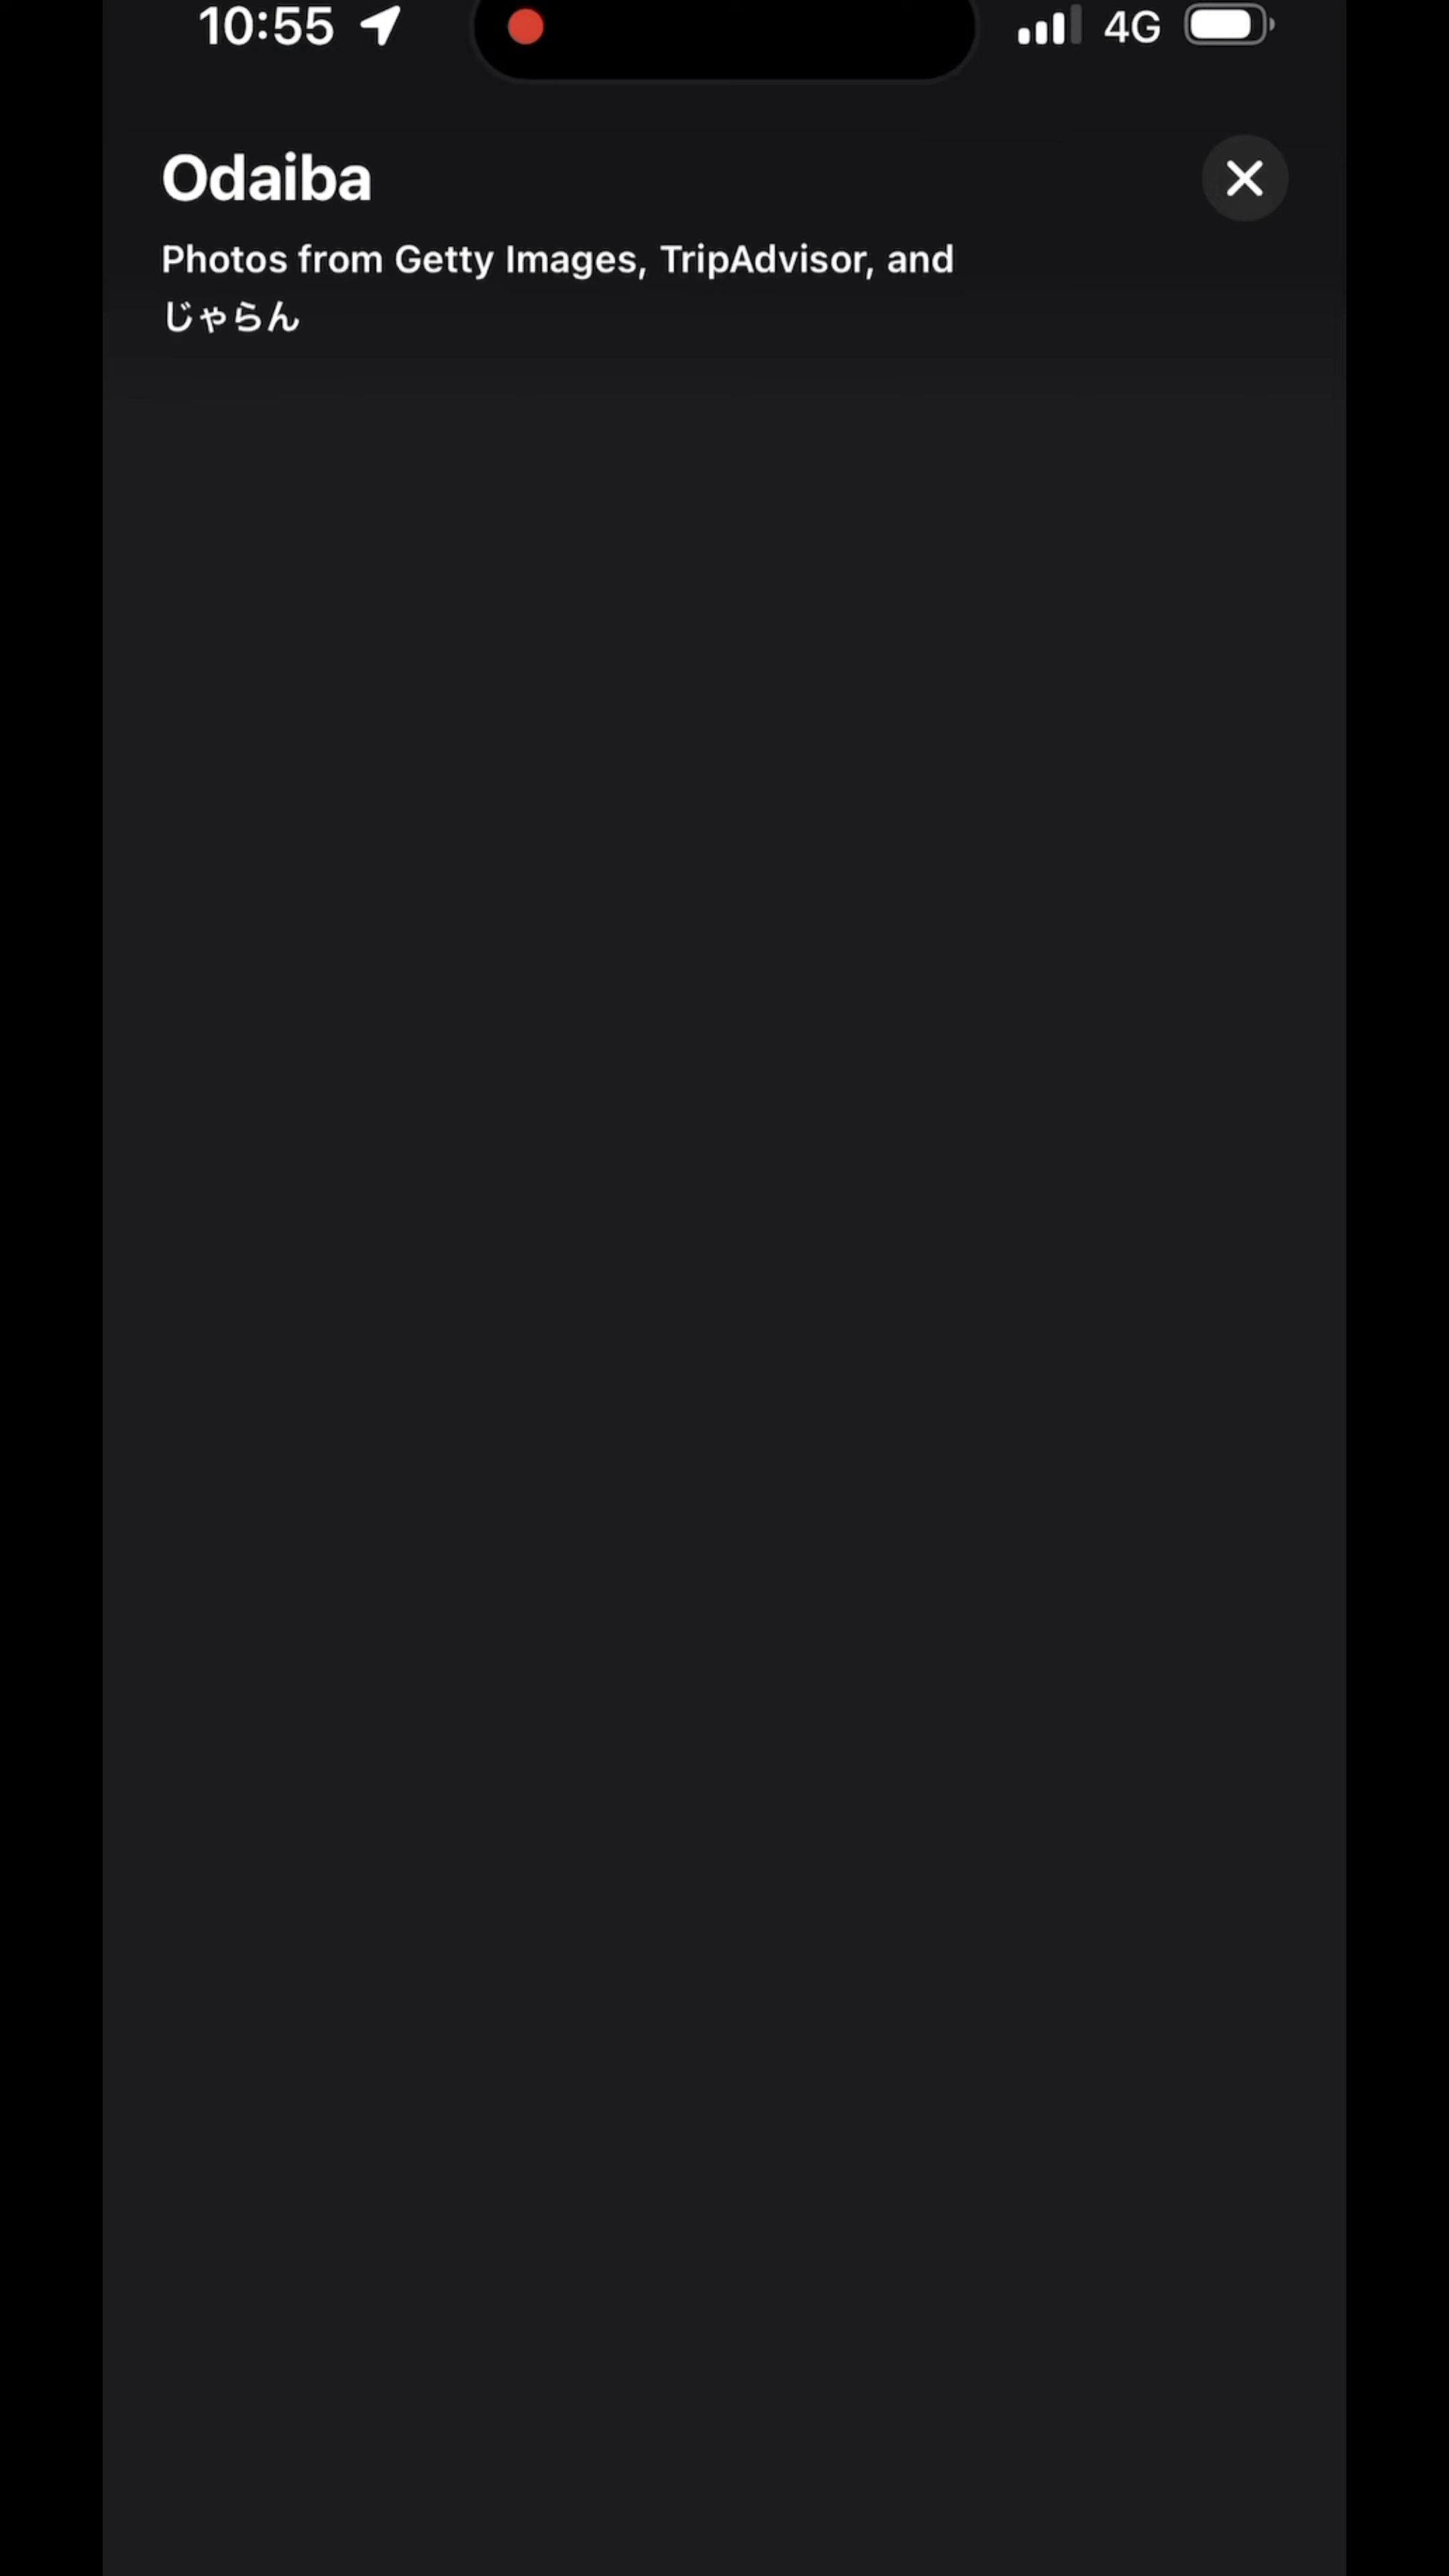 10:55
4G
Odaiba
Photos from Getty Images, TripAdvisor, and
じゃらん